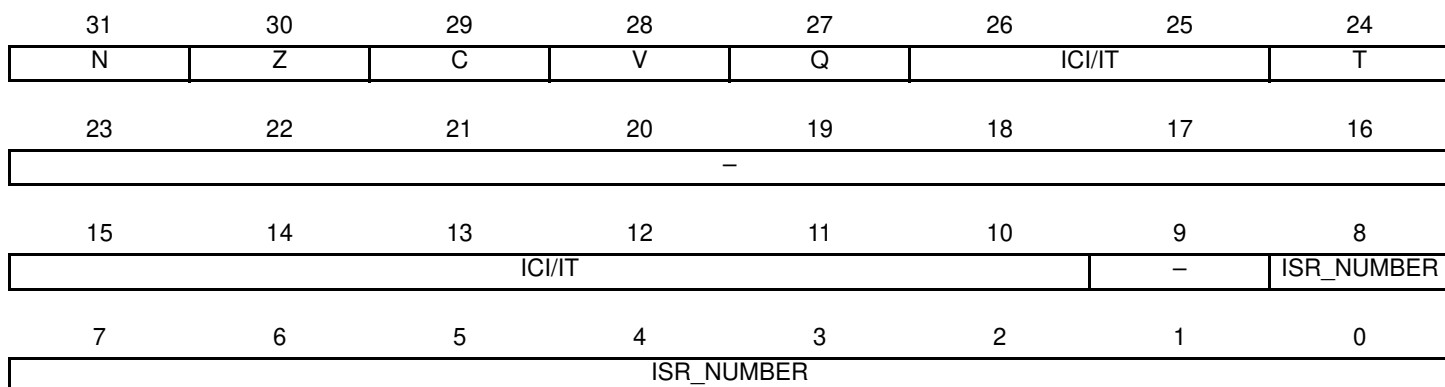 31 30 29 28 27 26 25 24
N Z C V Q ICI/IT T
23 22 21 20 19 18 17 16
–
15 14 13 12 11 10 9 8
ICI/IT – ISR_NUMBER
7 6 5 4 3 2 1 0
ISR_NUMBER